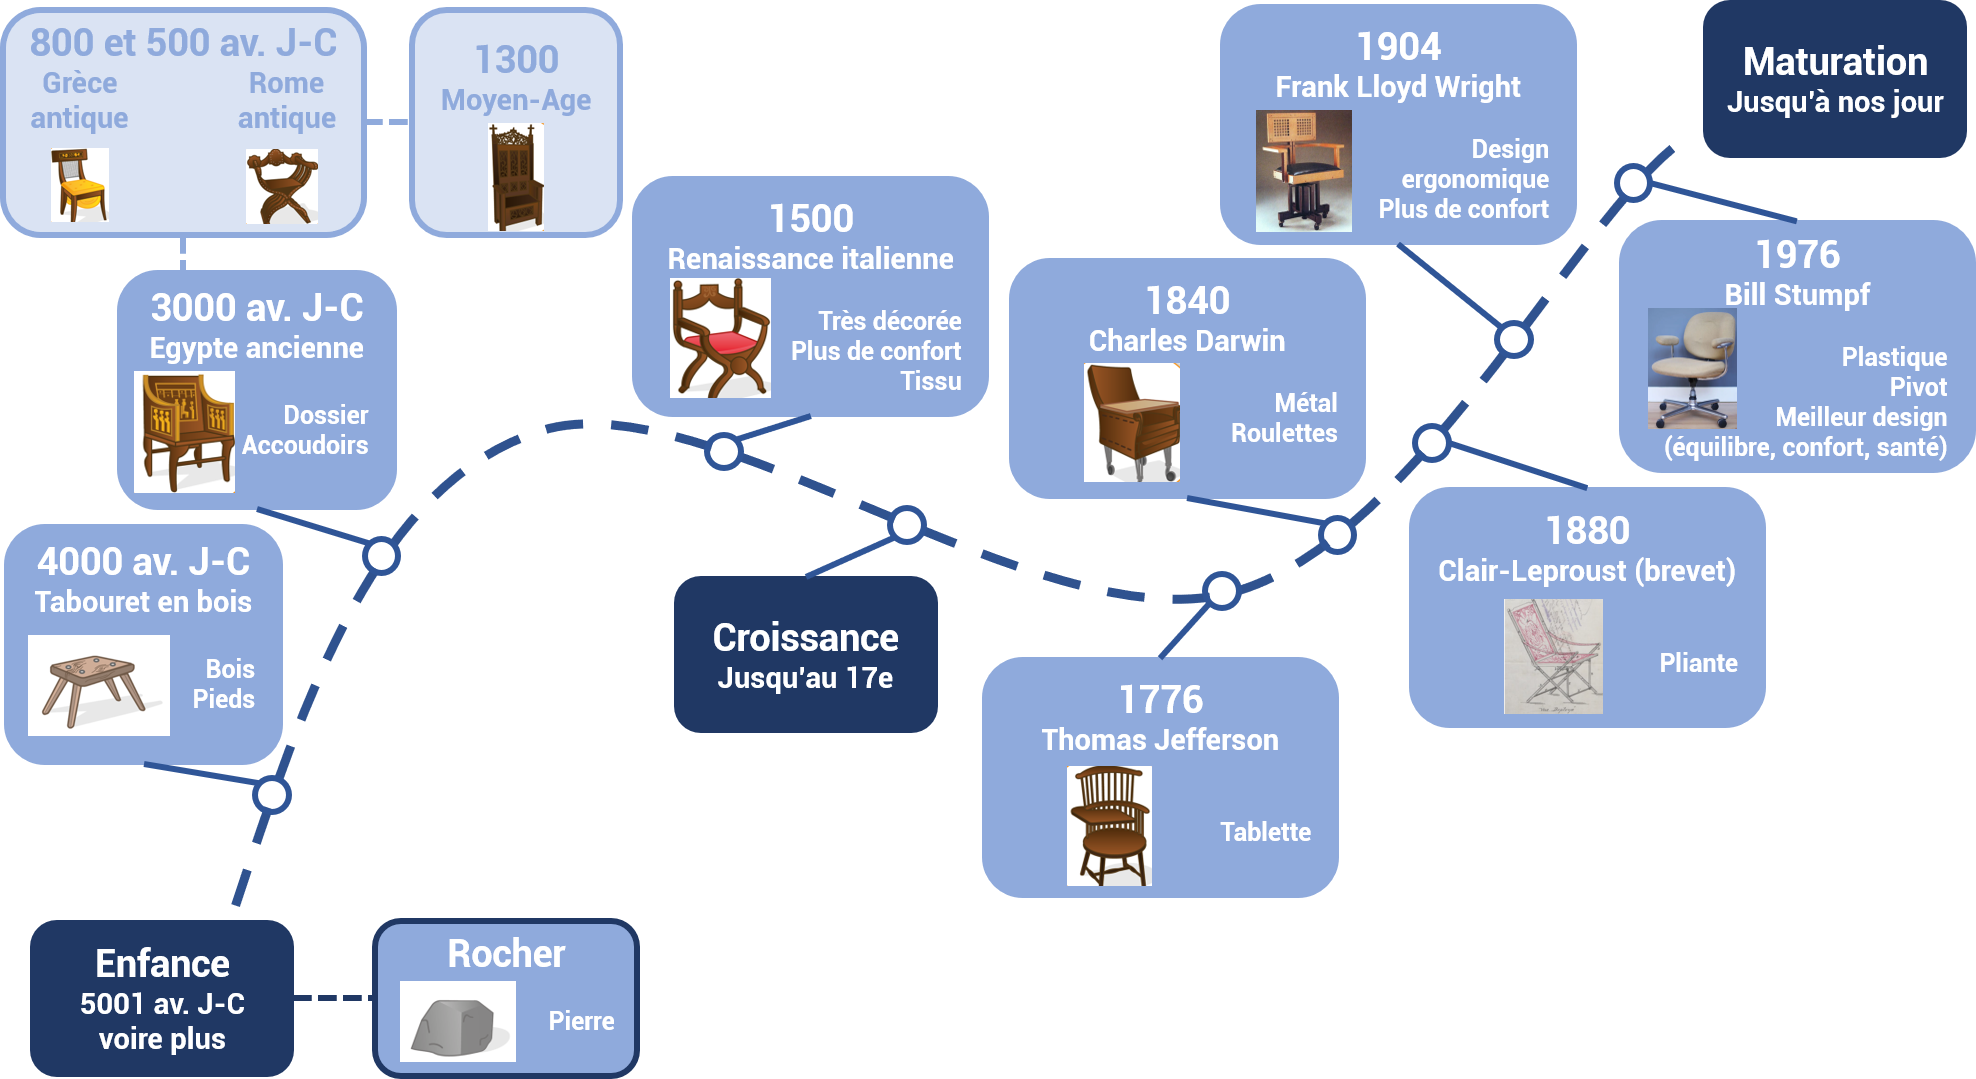 800 et 500 av. J-C
Grèce
antique
Rome
antique
1300
Moyen-Age
3000 av. J-C
Egypte ancienne
Dossier
Accoudoirs
4000 av. J-C
Tabouret en bois
Bois
Pieds
Enfance
5001 av. J-C
voire plus
Rocher
Pierre
1500
Renaissance italienne
Très décorée
Plus de confort
Tissu
Croissance
Jusqu'au 17e
1776
Thomas Jefferson
Tablette
1840
Charles Darwin
Métal
Roulettes
1880
Clair-Leproust (brevet)
Pliante
1904
Frank Lloyd Wright
Design
ergonomique
Plus de confort
1976
Bill Stumpf
Plastique
Pivot
Meilleur design
(équilibre, confort, santé)
Maturation
Jusqu'à nos jour